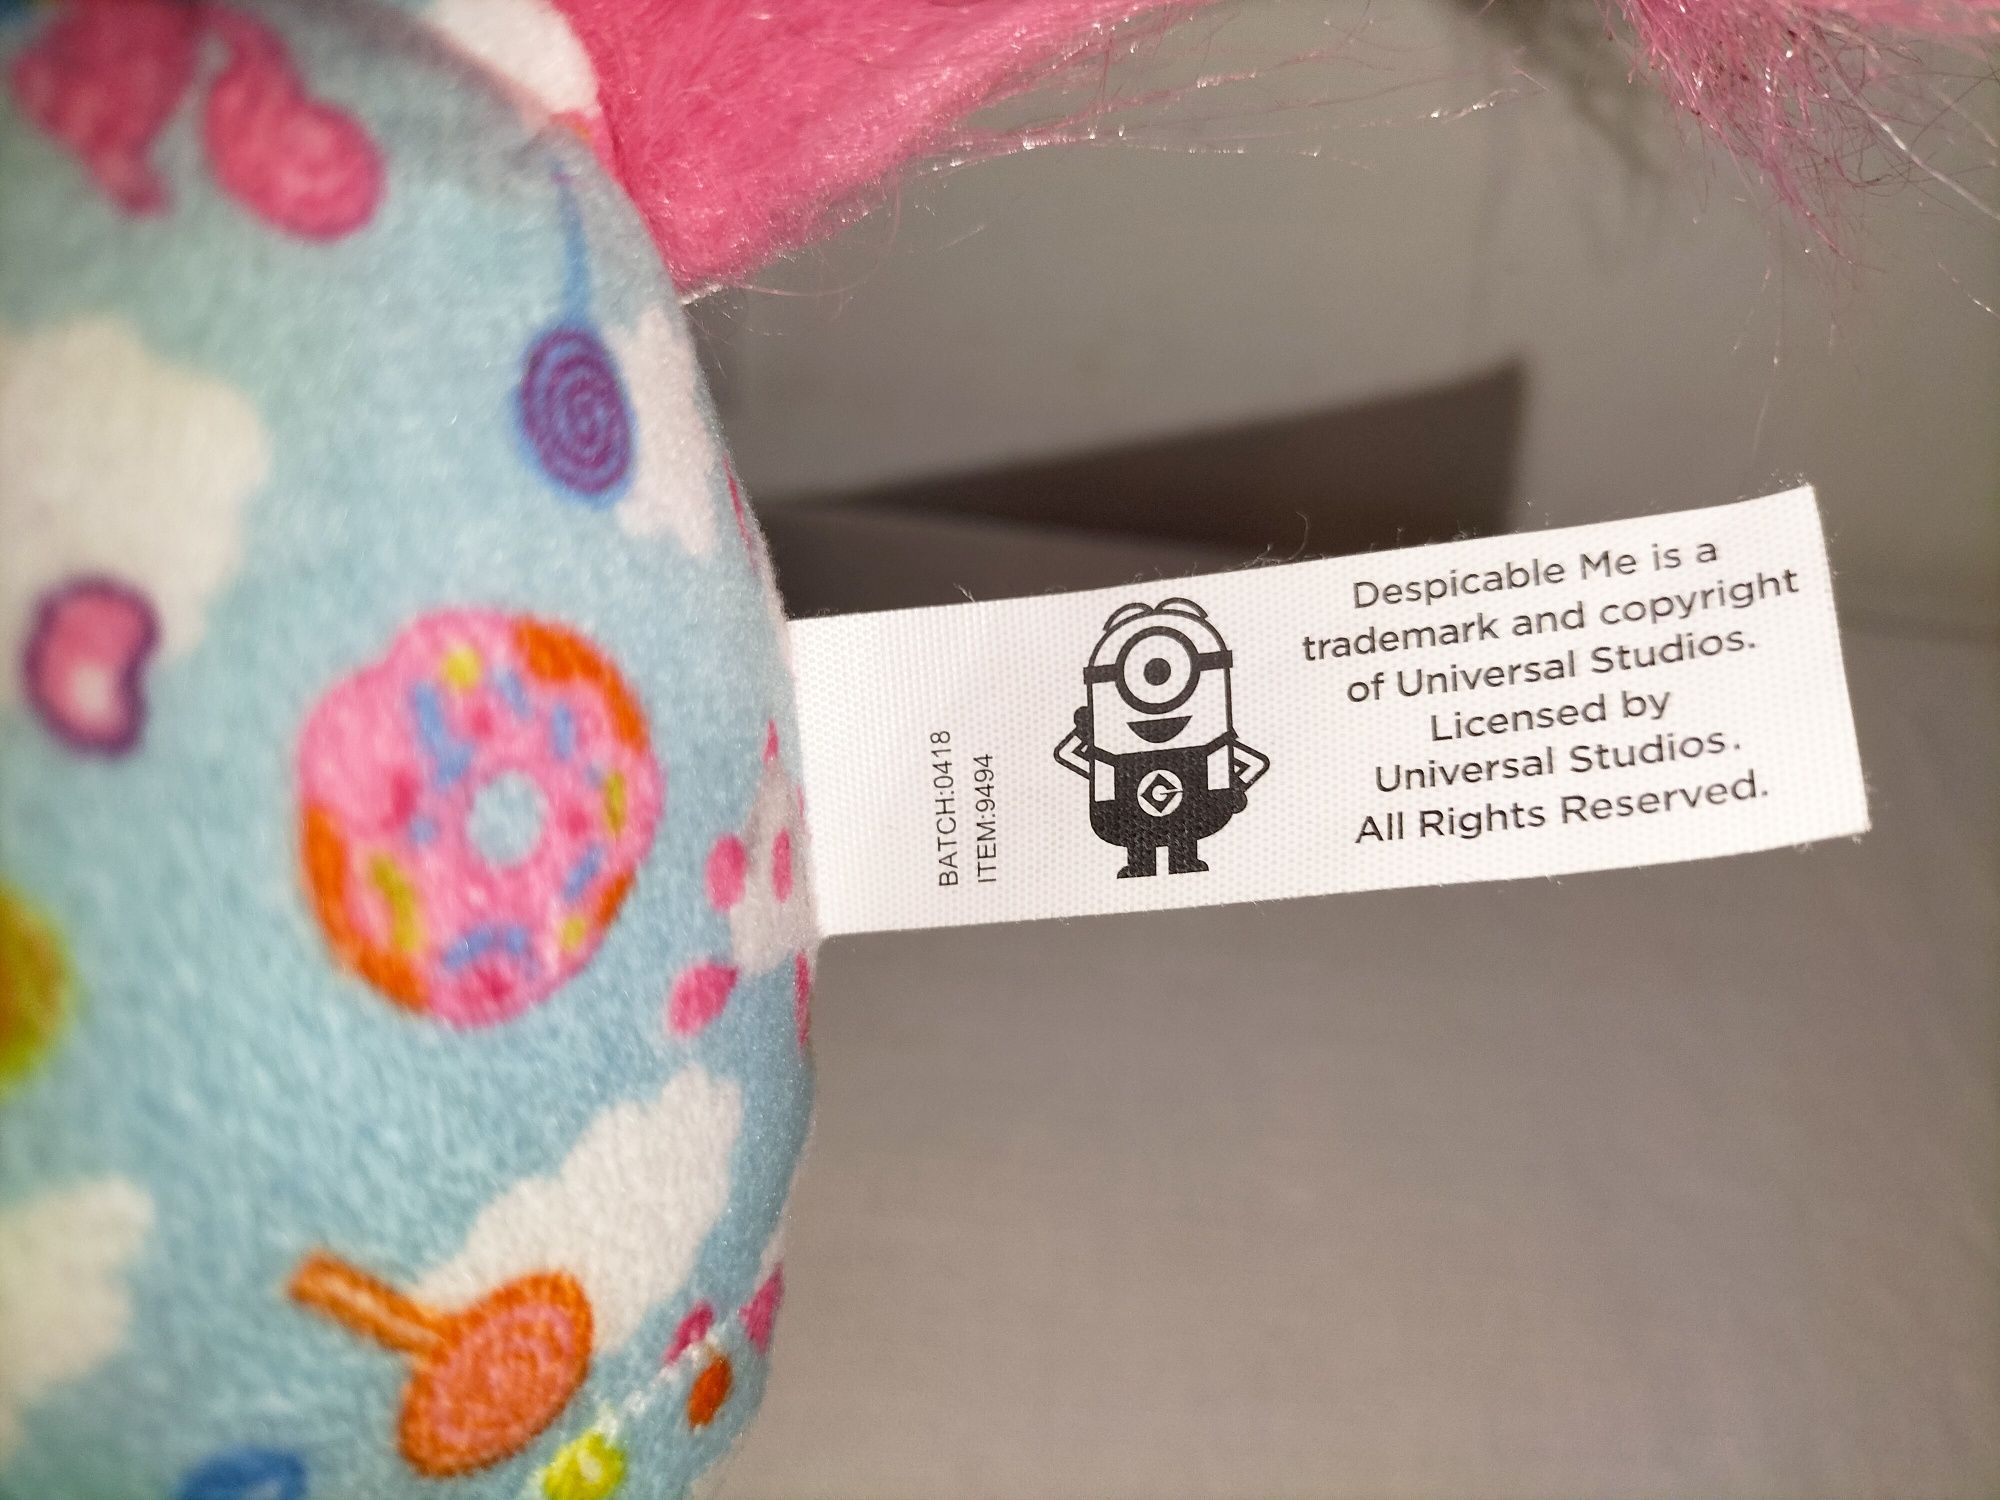 BATCH:0418
ITEM:9494
Despicable Me is a
trademark and copyright
of Universal Studios.
Licensed by
Universal Studios.
All Rights Reserved.